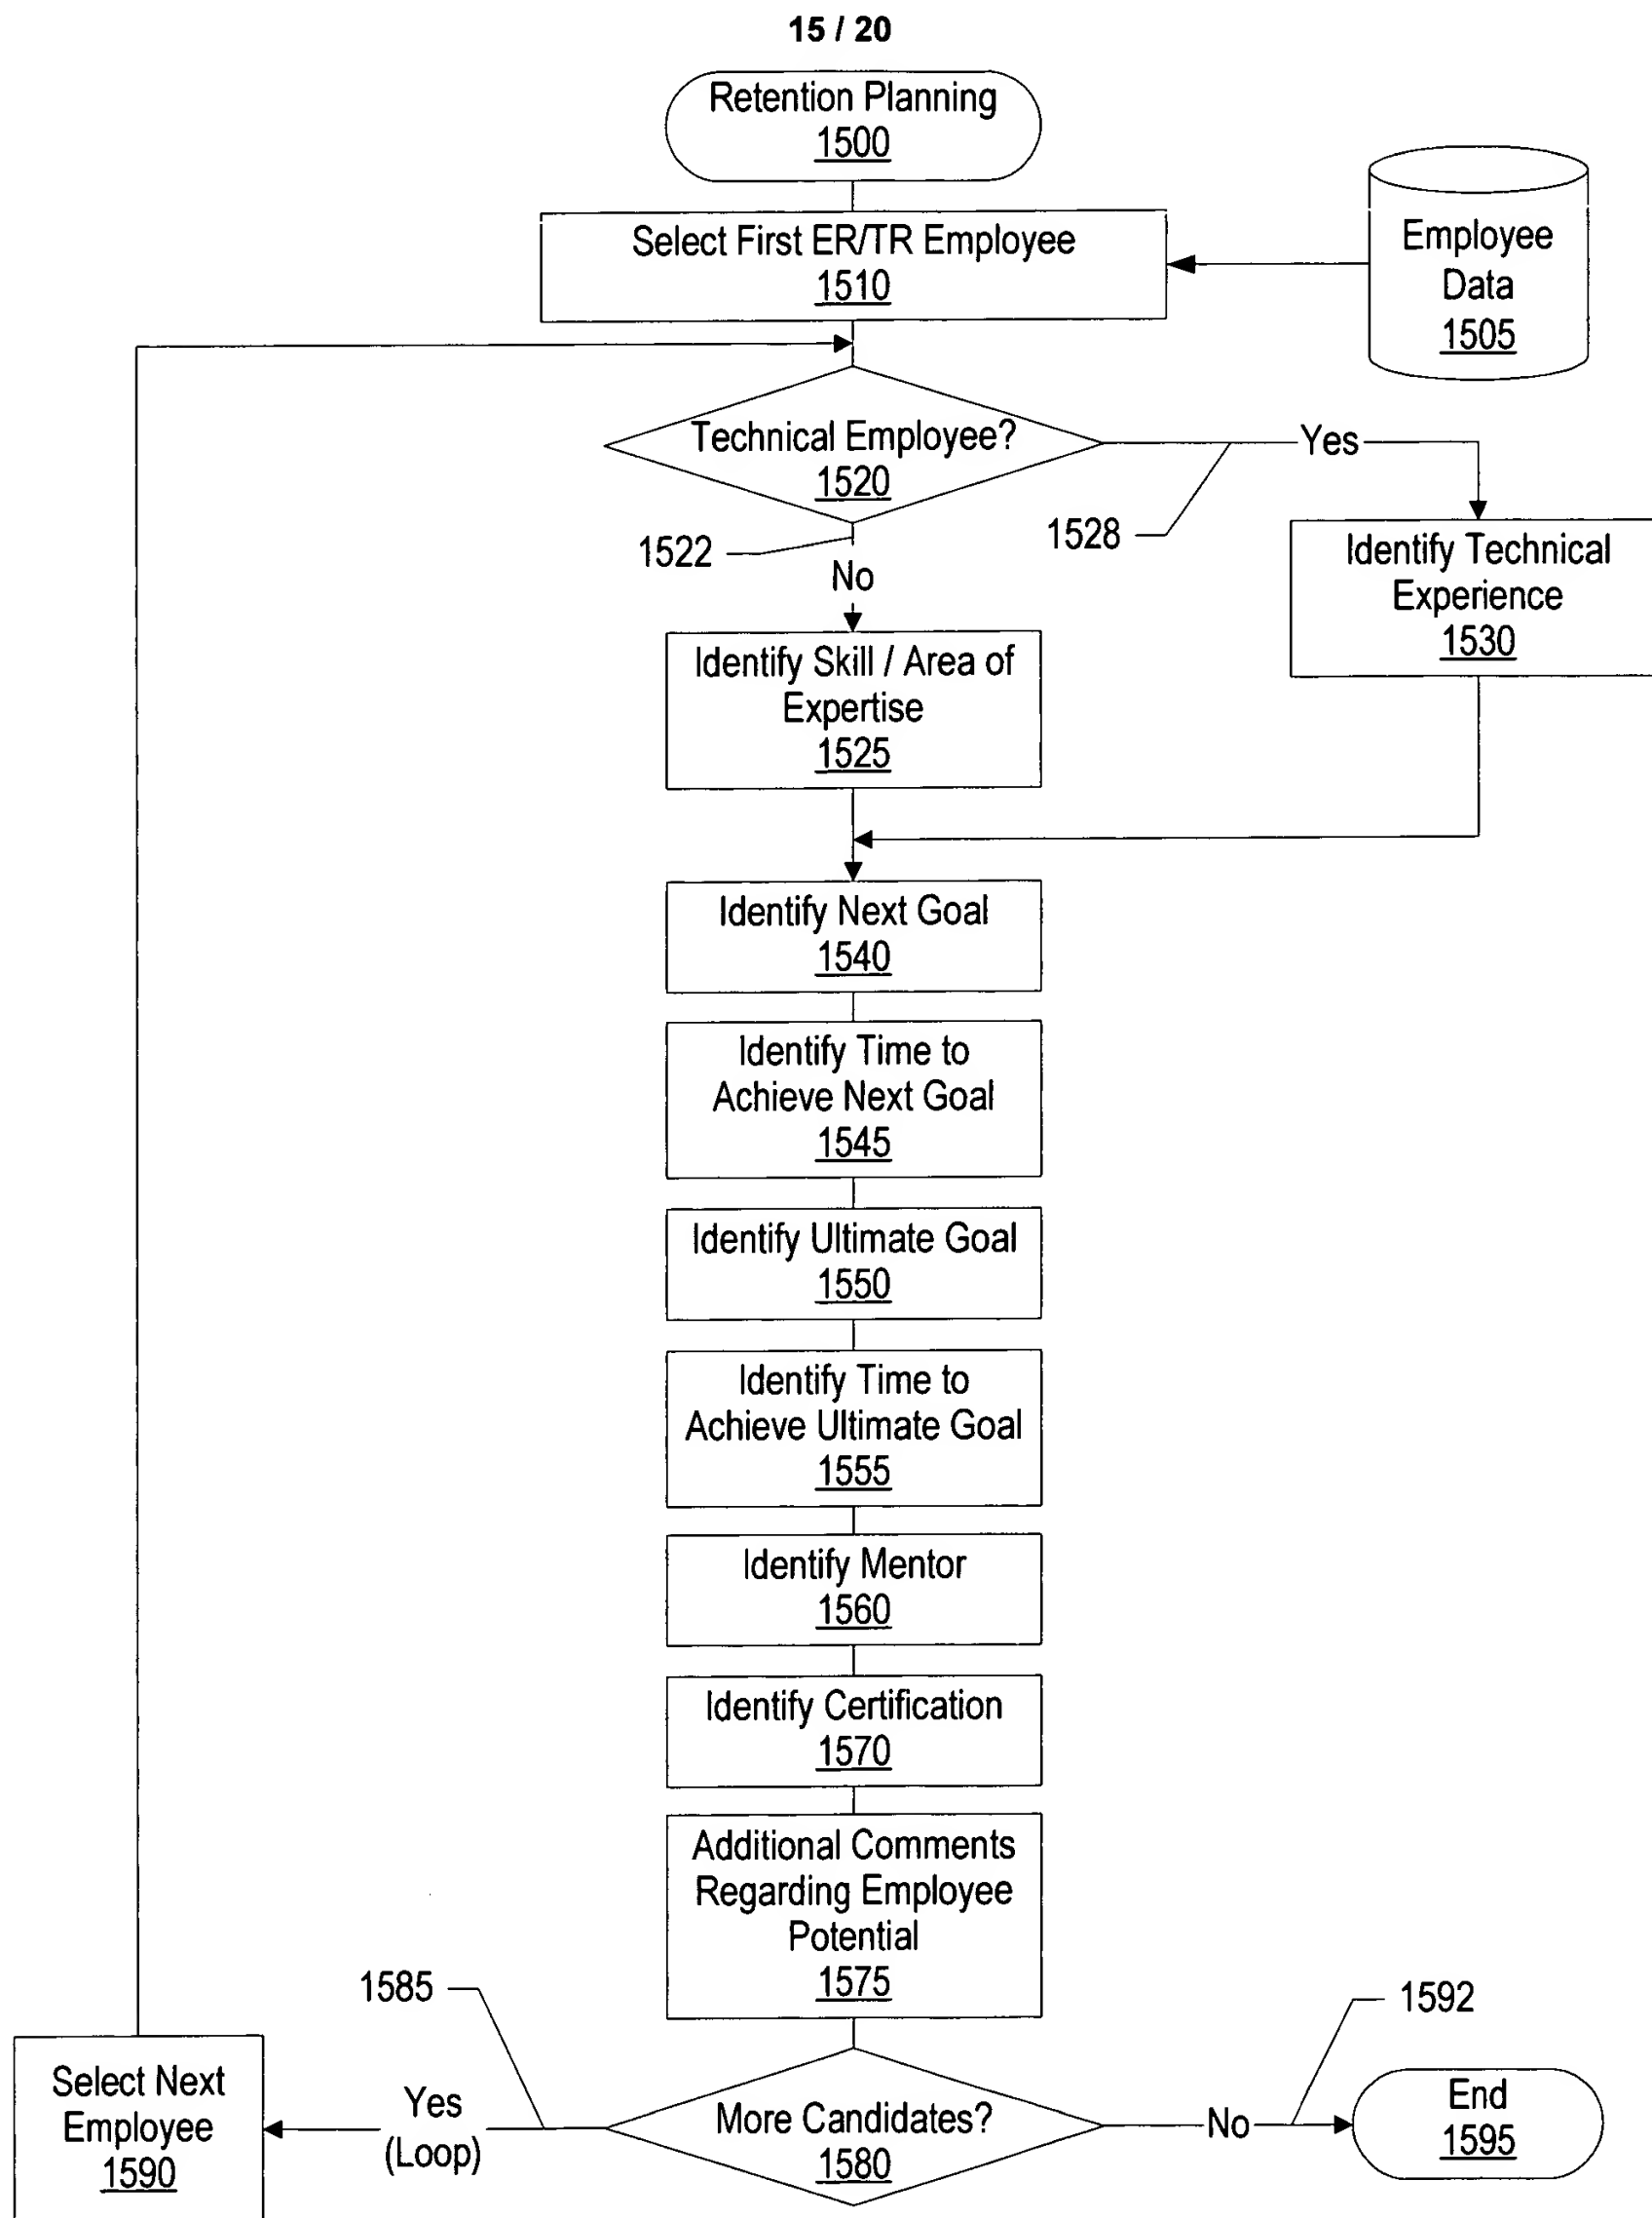 15 / 20
Retention Planning
1500
Select First ER/TR Employee
1510
Employee
Data
1505
Technical Employee?
1520
Yes
1528
1522
No
Identify Technical
Experience
1530
Identify Skill / Area of
Expertise
1525
Identify Next Goal
1540
Identify Time to
Achieve Next Goal
1545
Identify Ultimate Goal
1550
Identify Time to
Achieve Ultimate Goal
1555
Identify Mentor
1560
Identify Certification
1570
Additional Comments
Regarding Employee
Potential
1575
1585
1592
Select Next
Employee
1590
Yes
(Loop)
More Candidates?
1580
No
End
1595